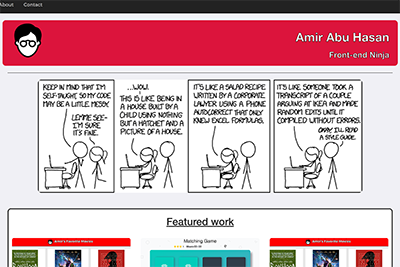 About Contact
Amir Abu Hasan
Front-end Ninja
KEEP IN MIND THAT I'M
SELF-TAUGHT, SO MY CODE
MAY BE A LITTLE MESSY.
LEMME SEE-
I'M SURE
IT'S FINE.
...WOW.
THIS IS LIKE BEING IN
A HOUSE BUILT BY A
CHILD USING NOTHING
BUT A HATCHET AND A
PICTURE OF A HOUSE.
IT'S LIKE A SALAD RECIPE
WRITTEN BY A CORPORATE
LAWYER USING A PHONE
AUTOCORRECT THAT ONLY
KNEW EXCEL FORMULAS.
IT'S LIKE SOMEONE TOOK A
TRANSCRIPT OF A COUPLE
ARGUING AT IKEA AND MADE
RANDOM EDITS UNTIL IT
COMPILED WITHOUT ERRORS.
OKAY, I'LL READ
A STYLE GUIDE.
Featured work
Amir's Favorite Movies
Matching Game
Amir's Favorite Movies